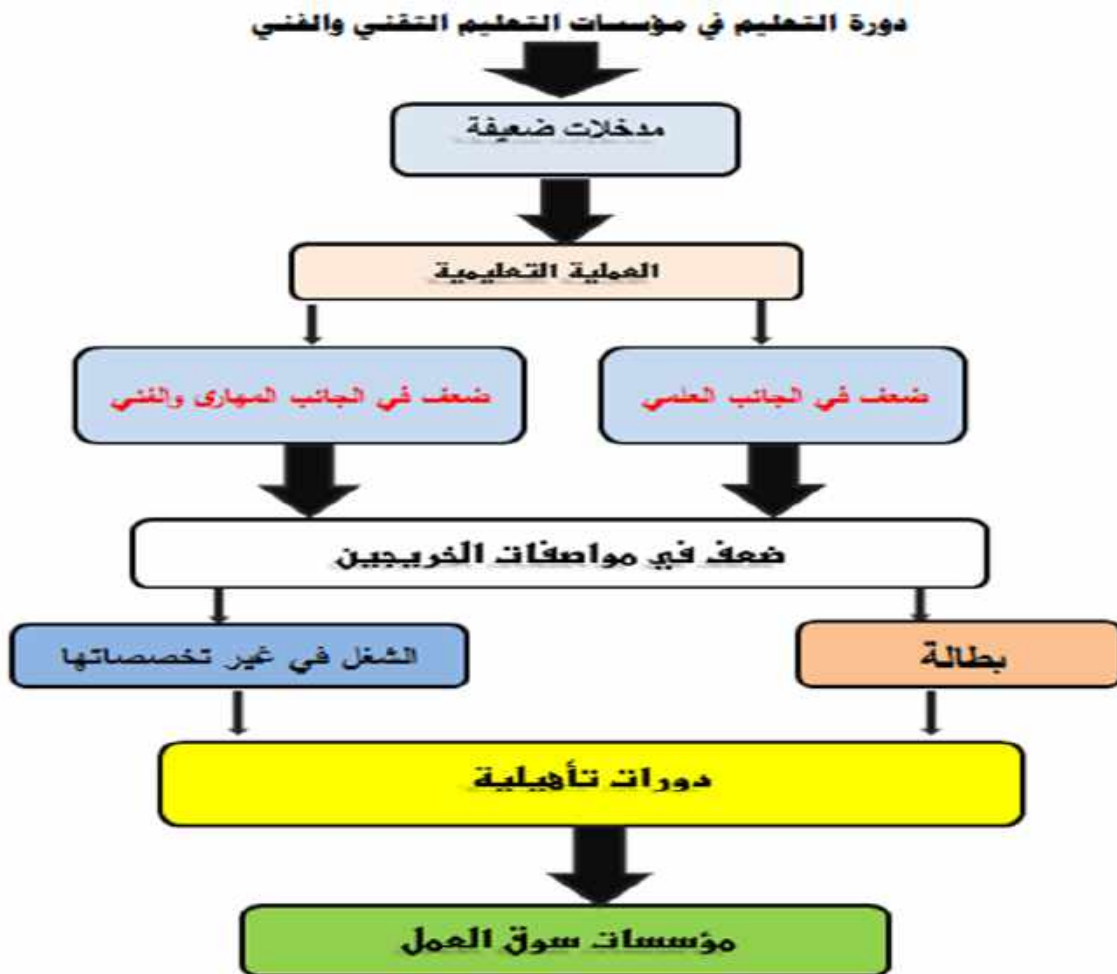 دورة التعليم في مؤسسات التعليم التقني والفني
مدخلات ضعيفة
العملية التعليمية
ضعف في الجانب العلمي
ضعف في الجانب المهارى والفني
ضعف في مواصفات الخريجين
بطالة
الشغل في غير تخصصاتها
دورات تأهيلية
مؤسسات سوق العمل